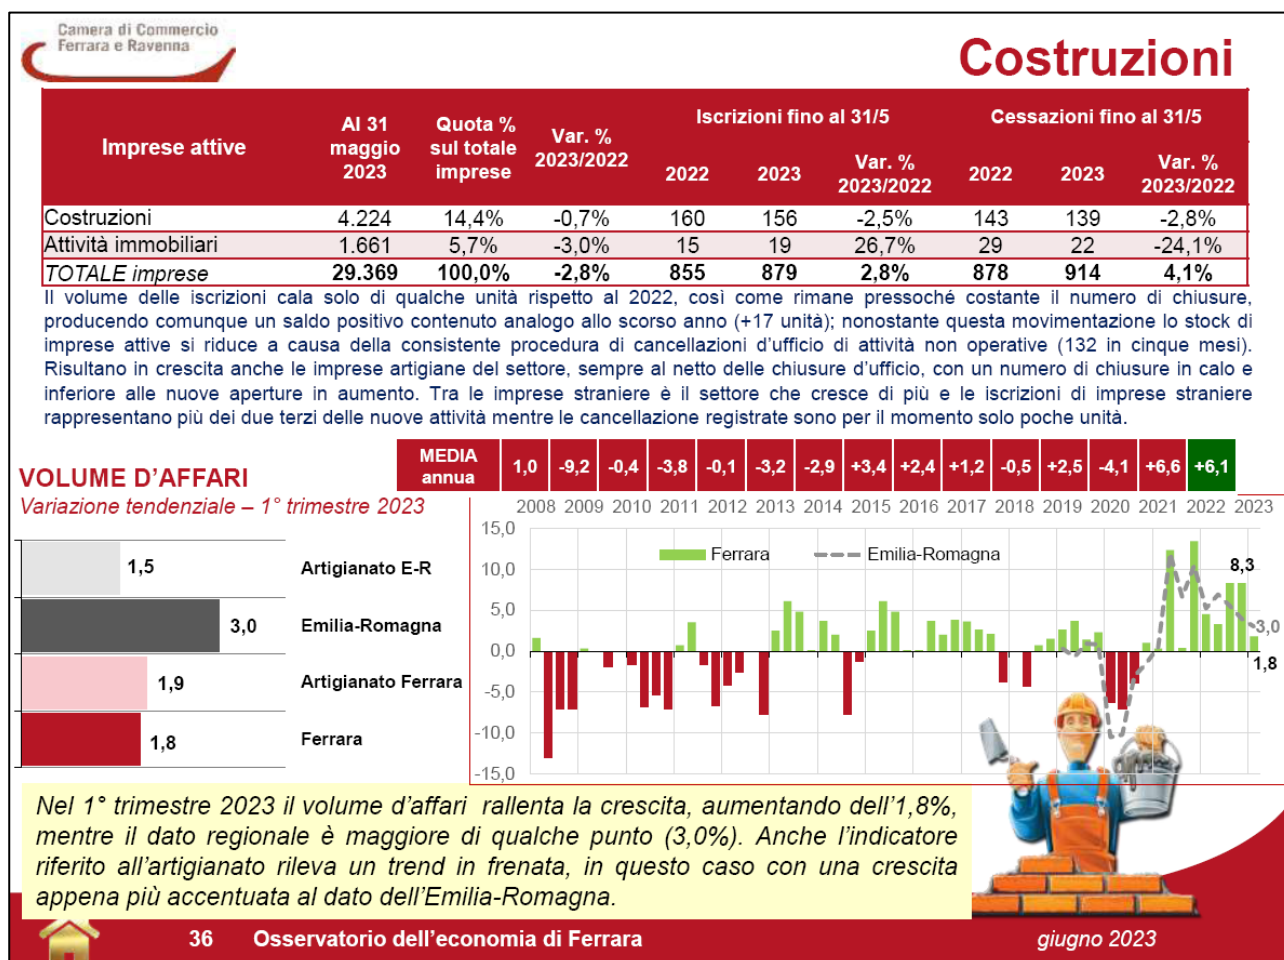 Camera di Commercio
Ferrara e Ravenna
Costruzioni
Imprese attive
Al 31 maggio 2023
Quota % sul totale imprese
Var. % 2023/2022
Iscrizioni fino al 31/5
Cessazioni fino al 31/5
2022 2023 Var. % 2023/2022 2022 2023 Var. % 2023/2022
Costruzioni 4.224 14,4% -0,7% 160 156 -2,5% 143 139 -2,8%
Attività immobiliari 1.661 5,7% -3,0% 15 19 26,7% 29 22 -24,1%
TOTALE imprese 29.369 100,0% -2,8% 855 879 2,8% 878 914 4,1%
Il volume delle iscrizioni cala solo di qualche unità rispetto al 2022, così come rimane pressoché costante il numero di chiusure,
producendo comunque un saldo positivo contenuto analogo allo scorso anno (+17 unità); nonostante questa movimentazione lo stock di
imprese attive si riduce a causa della consistente procedura di cancellazioni d'ufficio di attività non operative (132 in cinque mesi).
Risultano in crescita anche le imprese artigiane del settore, sempre al netto delle chiusure d'ufficio, con un numero di chiusure in calo e
inferiore alle nuove aperture in aumento. Tra le imprese straniere è il settore che cresce di più e le iscrizioni di imprese straniere
rappresentano più dei due terzi delle nuove attività mentre le cancellazione registrate sono per il momento solo poche unità.
MEDIA annua 1,0 -9,2 -0,4 -3,8 -0,1 -3,2 -2,9 +3,4 +2,4 +1,2 -0,5 +2,5 -4,1 +6,6 +6,1
VOLUME D'AFFARI
Variazione tendenziale – 1° trimestre 2023
2008 2009 2010 2011 2012 2013 2014 2015 2016 2017 2018 2019 2020 2021 2022 2023
15,0
10,0
5,0
0,0
-5,0
-10,0
-15,0
Ferrara
Emilia-Romagna
8,3
3,0
1,8
1,5 Artigianato E-R
3,0 Emilia-Romagna
1,9 Artigianato Ferrara
1,8 Ferrara
Nel 1° trimestre 2023 il volume d'affari rallenta la crescita, aumentando dell'1,8%,
mentre il dato regionale è maggiore di qualche punto (3,0%). Anche l'indicatore
riferito all'artigianato rileva un trend in frenata, in questo caso con una crescita
appena più accentuata al dato dell'Emilia-Romagna.
36 Osservatorio dell'economia di Ferrara
giugno 2023